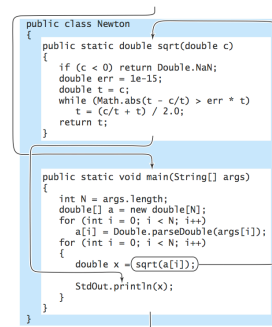 public class Newton
{
public static double sqrt(double c)
{
if (c < 0) return Double.NaN;
double err = 1e-15;
double t = c;
while (Math.abs(t - c/t) > err * t)
t = (c/t + t) / 2.0;
return t;
}
public static void main(String[] args)
{
int N = args.length;
double[] a = new double[N];
for (int i = 0; i < N; i++)
a[i] = Double.parseDouble(args[i]);
for (int i = 0; i < N; i++)
{
double x = sqrt(a[i]);
StdOut.println(x);
}
}
}